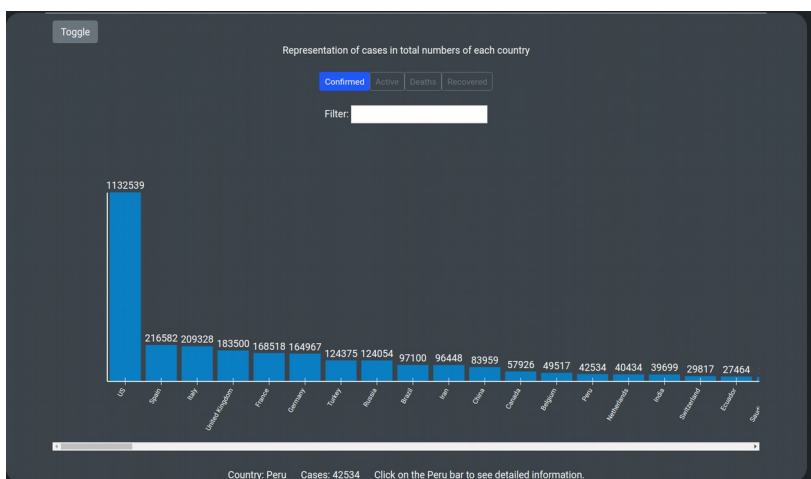 Toggle
Representation of cases in total numbers of each country
Confirmed Active Deaths Recovered
Filter:
1132539
216582 209328 183500 168518 164967 124375 124054 97100 96448 83959 57926 49517 42534 40434 39699 29817 27464
US Spain Italy United Kingdom France Germany Turkey Russia Brazil Iran China Canada Belgium Peru Netherlands India Switzerland Ecuador
Country: Peru Cases: 42534 Click on the Peru bar to see detailed information.